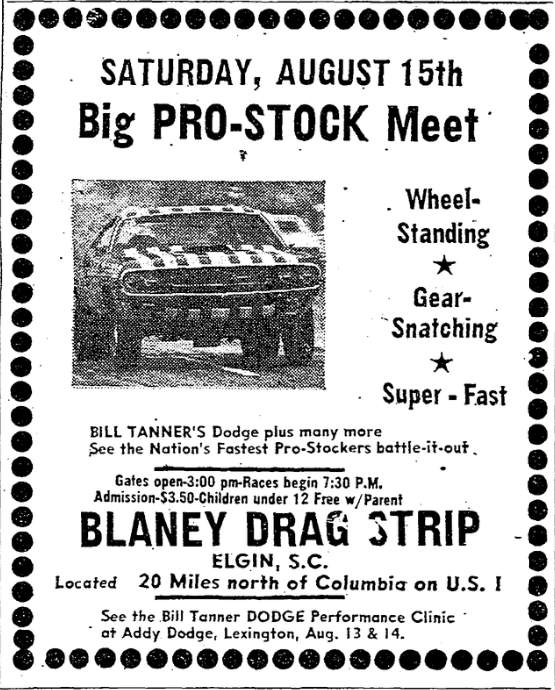 SATURDAY, AUGUST 15th
Big PRO-STOCK Meet
Wheel-
Standing
★
Gear-
Snatching
★
Super - Fast
BILL TANNER'S Dodge plus many more
See the Nation's Fastest Pro-Stockers battle-it-out.
Gates open-3:00 pm-Races begin 7:30 P.M.
Admission-$3.50-Children under 12 Free w/Parent
BLANEY DRAG STRIP
ELGIN, S.C.
Located 20 Miles north of Columbia on U.S. I
See the Bill Tanner DODGE Performance Clinic
at Addy Dodge, Lexington, Aug. 13 & 14.